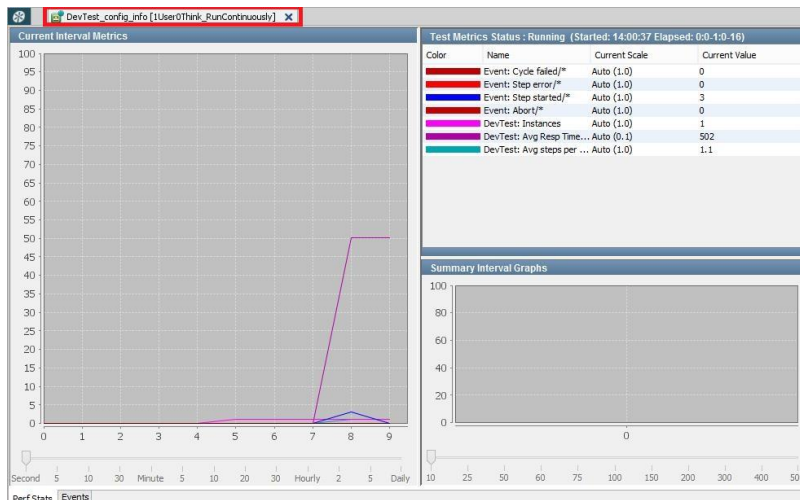 DevTest_config_info [1User0Think_RunContinuously]
Current Interval Metrics
100
95
90
85
80
75
70
65
60
55
50
45
40
35
30
25
20
15
10
5
0
0 1 2 3 4 5 6 7 8 9
Second 5 10 30 Minute 5 10 20 30 Hourly 2 5 Daily
Perf Stats Events
Test Metrics Status : Running (Started: 14:00:37 Elapsed: 0:0-1:0-16)
Color Name Current Scale Current Value
Event: Cycle failed/* Auto (1.0) 0
Event: Step error/* Auto (1.0) 0
Event: Step started/* Auto (1.0) 3
Event: Abort/* Auto (1.0) 0
DevTest: Instances Auto (1.0) 1
DevTest: Avg Resp Time... Auto (0.1) 502
DevTest: Avg steps per ... Auto (1.0) 1.1
Summary Interval Graphs
100
80
60
40
20
0
0
10 25 50 60 75 100 150 200 300 400 50